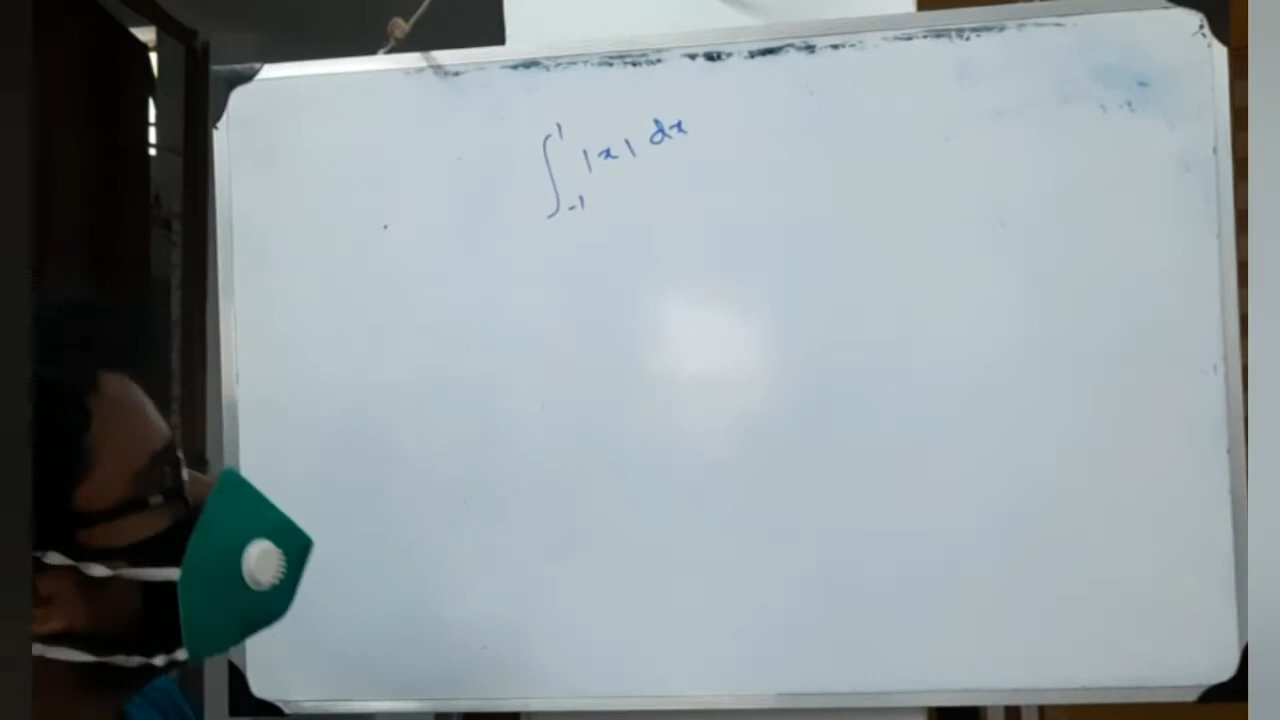 ∫_{-1}^{1} |x| dx